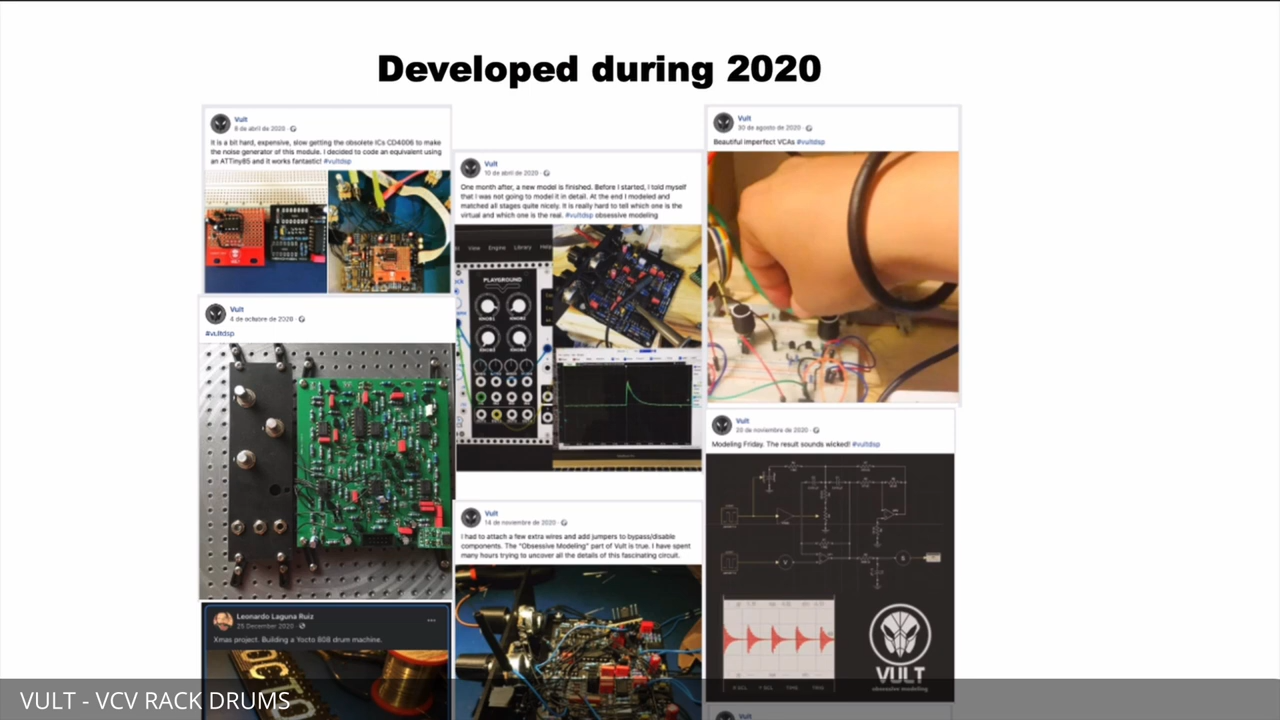 Developed during 2020
Vult
8 de abril de 2020
It is a bit hard, expensive, slow getting the obsolete ICs CD4006 to make
the noise generator of this module. I decided to code an equivalent using
an ATTiny85 and it works fantastic! #vultdsp
Vult
4 de octubre de 2020
#vultdsp
Leonardo Laguna Ruiz
25 December 2020
Xmas project. Building a Yocto 808 drum machine.
Vult
10 de abril de 2020
One month after, a new model is finished. Before I started, I told myself
that I was not going to model it in detail. At the end I modeled and
matched all stages quite nicely. It is really hard to tell which one is the
virtual and which one is the real. #vultdsp obsessive modeling
View Engine Library Help
PLAYGROUND
Vult
14 de noviembre de 2020
I had to attach a few extra wires and add jumpers to bypass/disable
components. The "Obsessive Modeling" part of Vult is true. I have spent
many hours trying to uncover all the details of this fascinating circuit.
Vult
30 de agosto de 2020
Beautiful imperfect VCAs #vultdsp
Vult
20 de noviembre de 2020
Modeling Friday. The result sounds wicked! #vultdsp
VULT
obsessive modeling
Vult
VULT - VCV RACK DRUMS